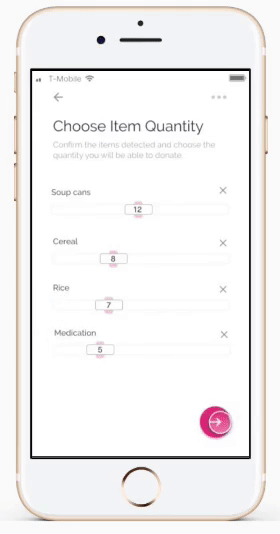 T-Mobile
Choose Item Quantity
Confirm the items detected and choose the
quantity you will be able to donate.
Soup cans
12
Cereal
8
Rice
7
Medication
5